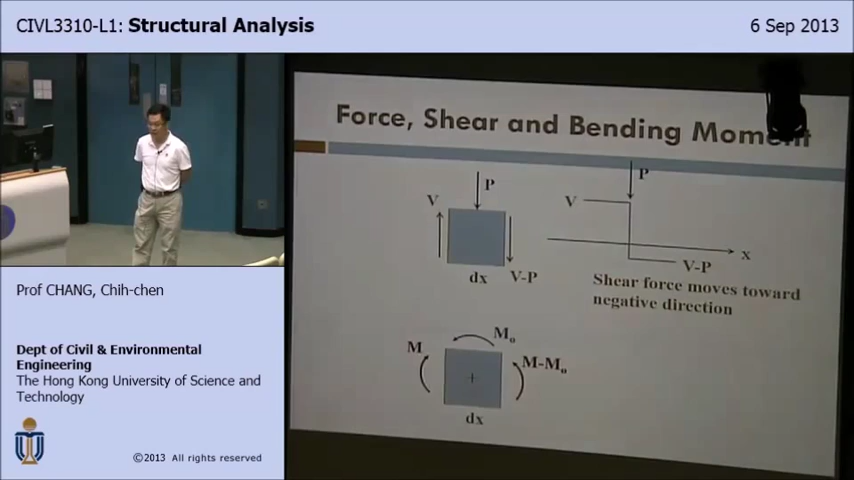 CIVL3310-L1: Structural Analysis
6 Sep 2013
Force, Shear and Bending Moment
P
V
V-P
dx
P
V
x
V-P
Shear force moves toward
negative direction
M₀
M
M-M₀
+
dx
Prof CHANG, Chih-chen
Dept of Civil & Environmental
Engineering
The Hong Kong University of Science and
Technology
©2013 All rights reserved